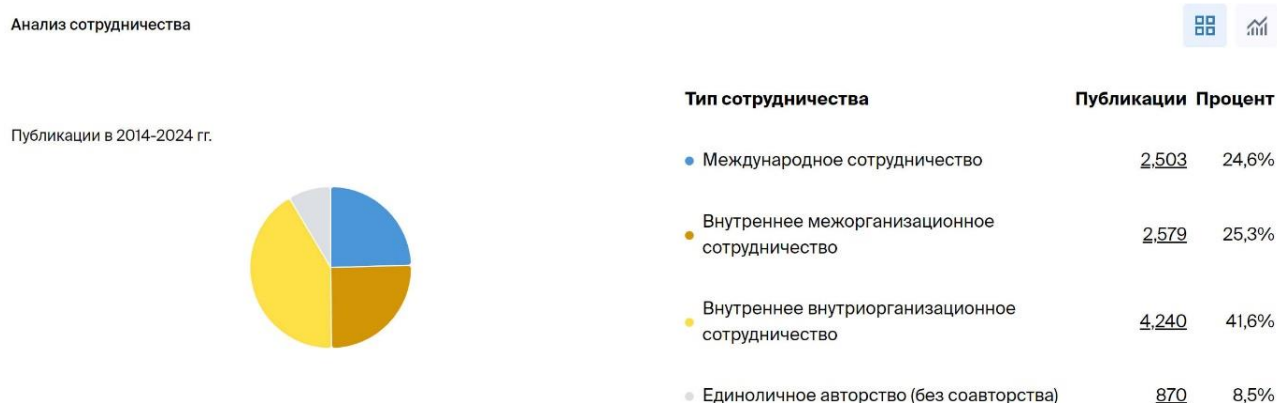 Анализ сотрудничества
Тип сотрудничества Публикации Процент
Публикации в 2014-2024 гг.
Международное сотрудничество 2,503 24,6%
Внутреннее межорганизационное
сотрудничество 2,579 25,3%
Внутреннее внутриорганизационное
сотрудничество 4,240 41,6%
Единоличное авторство (без соавторства) 870 8,5%